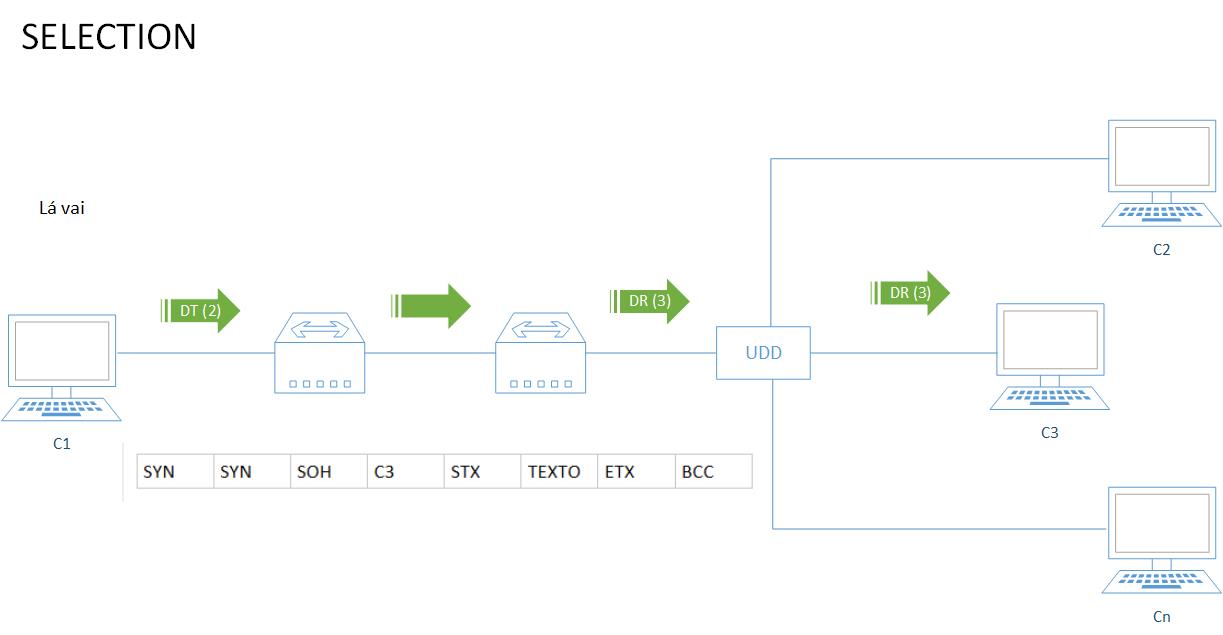 SELECTION
Lá vai
C2
DT (2)
DR (3)
DR (3)
UDD
C1
C3
SYN SYN SOH C3 STX TEXTO ETX BCC
Cn